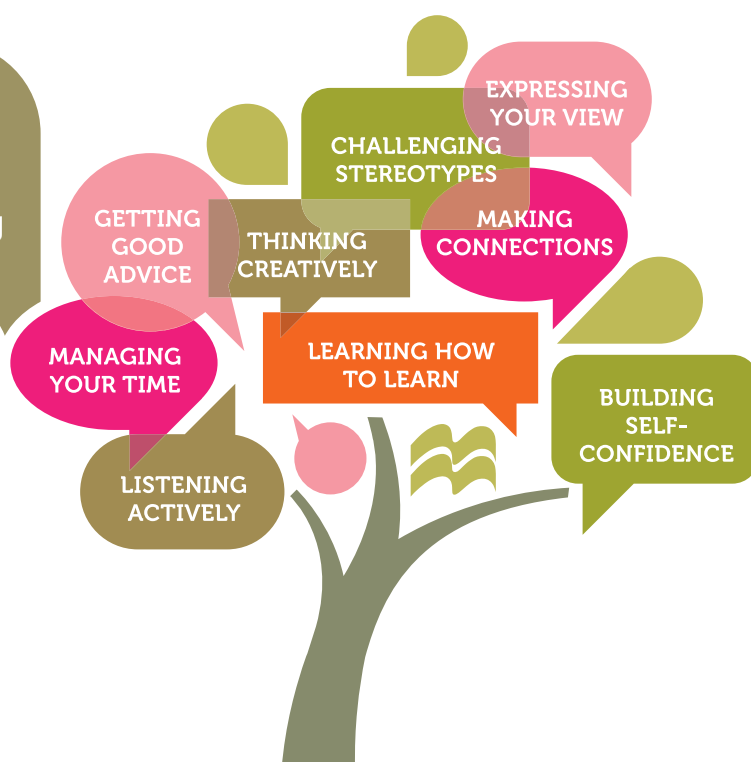 EXPRESSING
YOUR VIEW
CHALLENGING
STEREOTYPES
GETTING
GOOD
ADVICE
THINKING
CREATIVELY
MAKING
CONNECTIONS
MANAGING
YOUR TIME
LEARNING HOW
TO LEARN
BUILDING
SELF-
CONFIDENCE
LISTENING
ACTIVELY